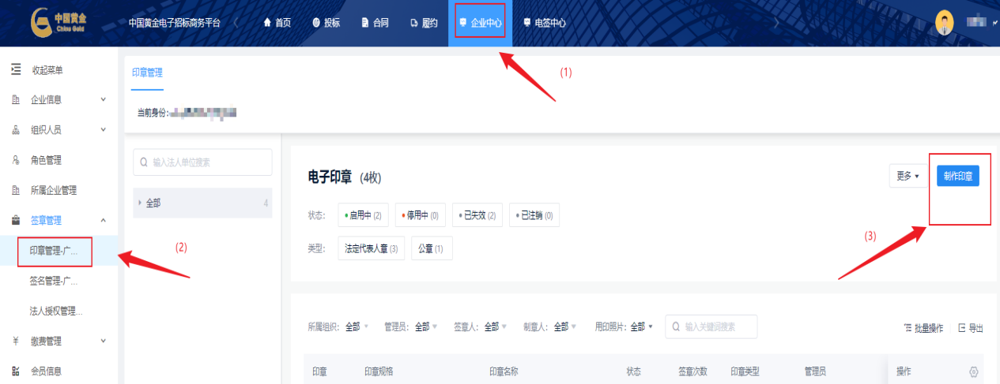 中国黄金
China Gold
中国黄金电子招标商务平台 首页 投标 合同 履约 企业中心 电签中心
收起菜单
企业信息
组织人员
角色管理
所属企业管理
签章管理
印章管理-广...
签名管理-广...
法人授权管理...
缴费管理
会员信息
印章管理
(1)
当前身份:
输入法人单位搜索
全部 4
(2)
电子印章 (4枚)
更多 制作印章
状态: 启用中 (2) 停用中 (0) 已失效 (2) 已注销 (0)
类型: 法定代表人章 (3) 公章 (1)
(3)
所属组织: 全部 管理员: 全部 签章人: 全部 制章人: 全部 用印照片: 全部 输入关键词搜索 批量操作 导出
印章 印章规格 印章名称 状态 签章次数 印章类型 管理员 操作